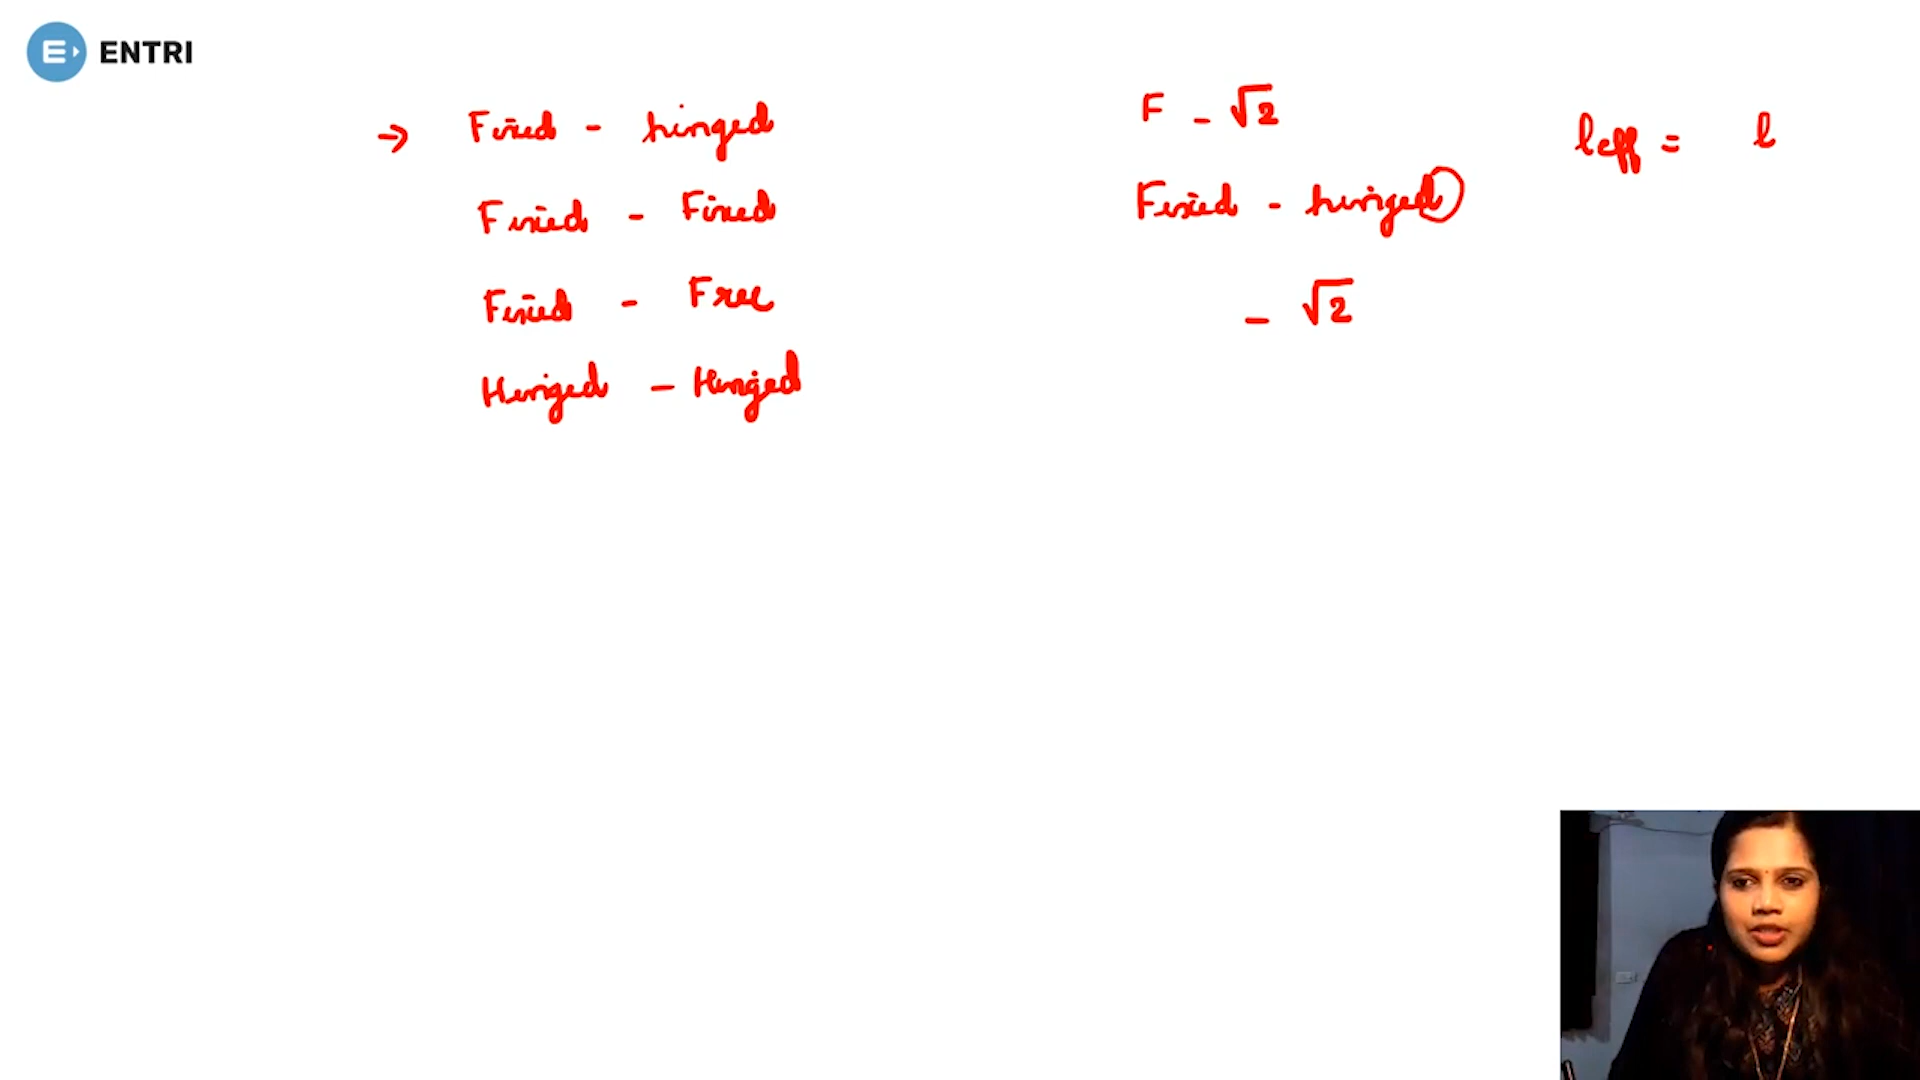 ENTRI
→ Fixed - hinged
Fixed - Fixed
Fixed - Free
Hinged - Hinged
F - √2
Fixed - hinged
- √2
leff = l